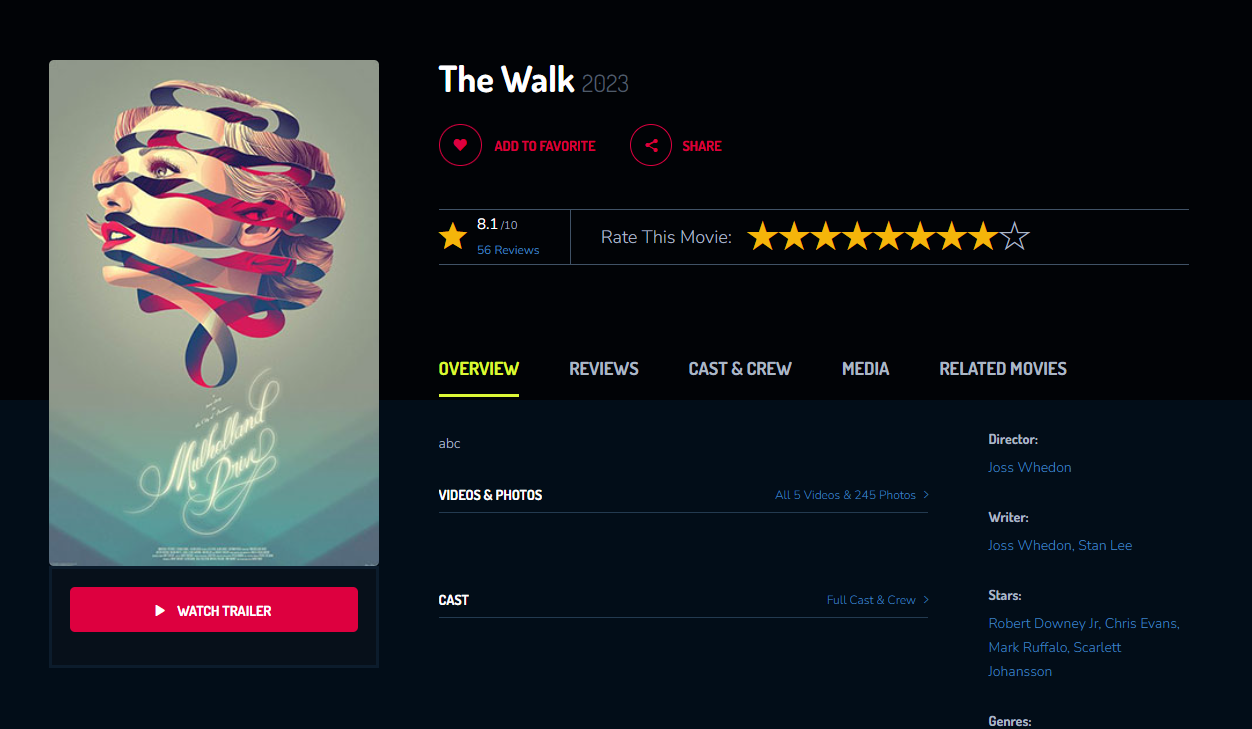 The Walk 2023
ADD TO FAVORITE
SHARE
8.1 /10
56 Reviews
Rate This Movie:
OVERVIEW
REVIEWS
CAST & CREW
MEDIA
RELATED MOVIES
Mulholland
Drive
WATCH TRAILER
abc
VIDEOS & PHOTOS
All 5 Videos & 245 Photos
CAST
Full Cast & Crew
Director:
Joss Whedon
Writer:
Joss Whedon, Stan Lee
Stars:
Robert Downey Jr, Chris Evans,
Mark Ruffalo, Scarlett
Johansson
Genres: